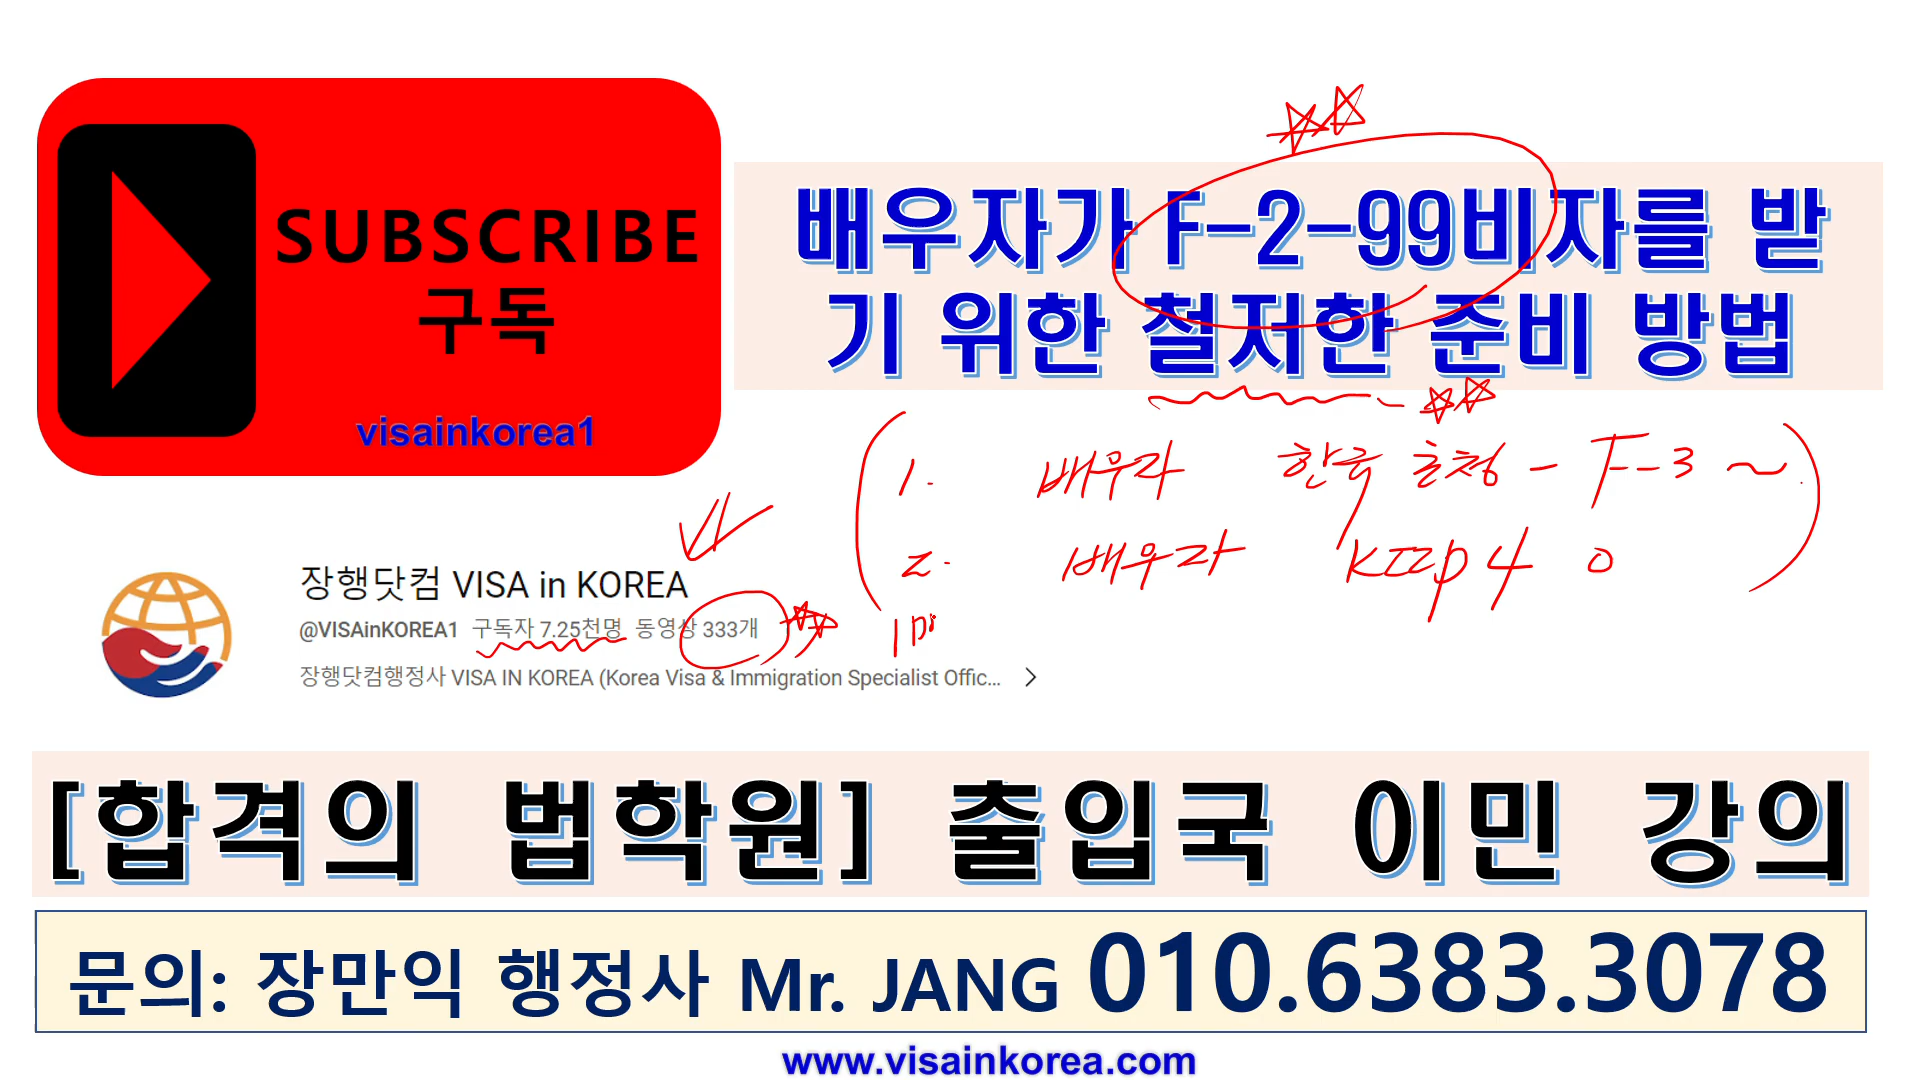 SUBSCRIBE
구독
visainkorea1
배우자가 F-2-99비자를 받
기 위한 철저한 준비 방법
1. 배우자 한국 초청 - F-3 ~
2. 배우자 KIIP 4 0
장행닷컴 VISA in KOREA
@VISAinKOREA1 구독자 7.25천명 동영상 333개
장행닷컴행정사 VISA IN KOREA (Korea Visa & Immigration Specialist Offic...
[합격의 법학원] 출입국 이민 강의
문의: 장만익 행정사 Mr. JANG 010.6383.3078
www.visainkorea.com